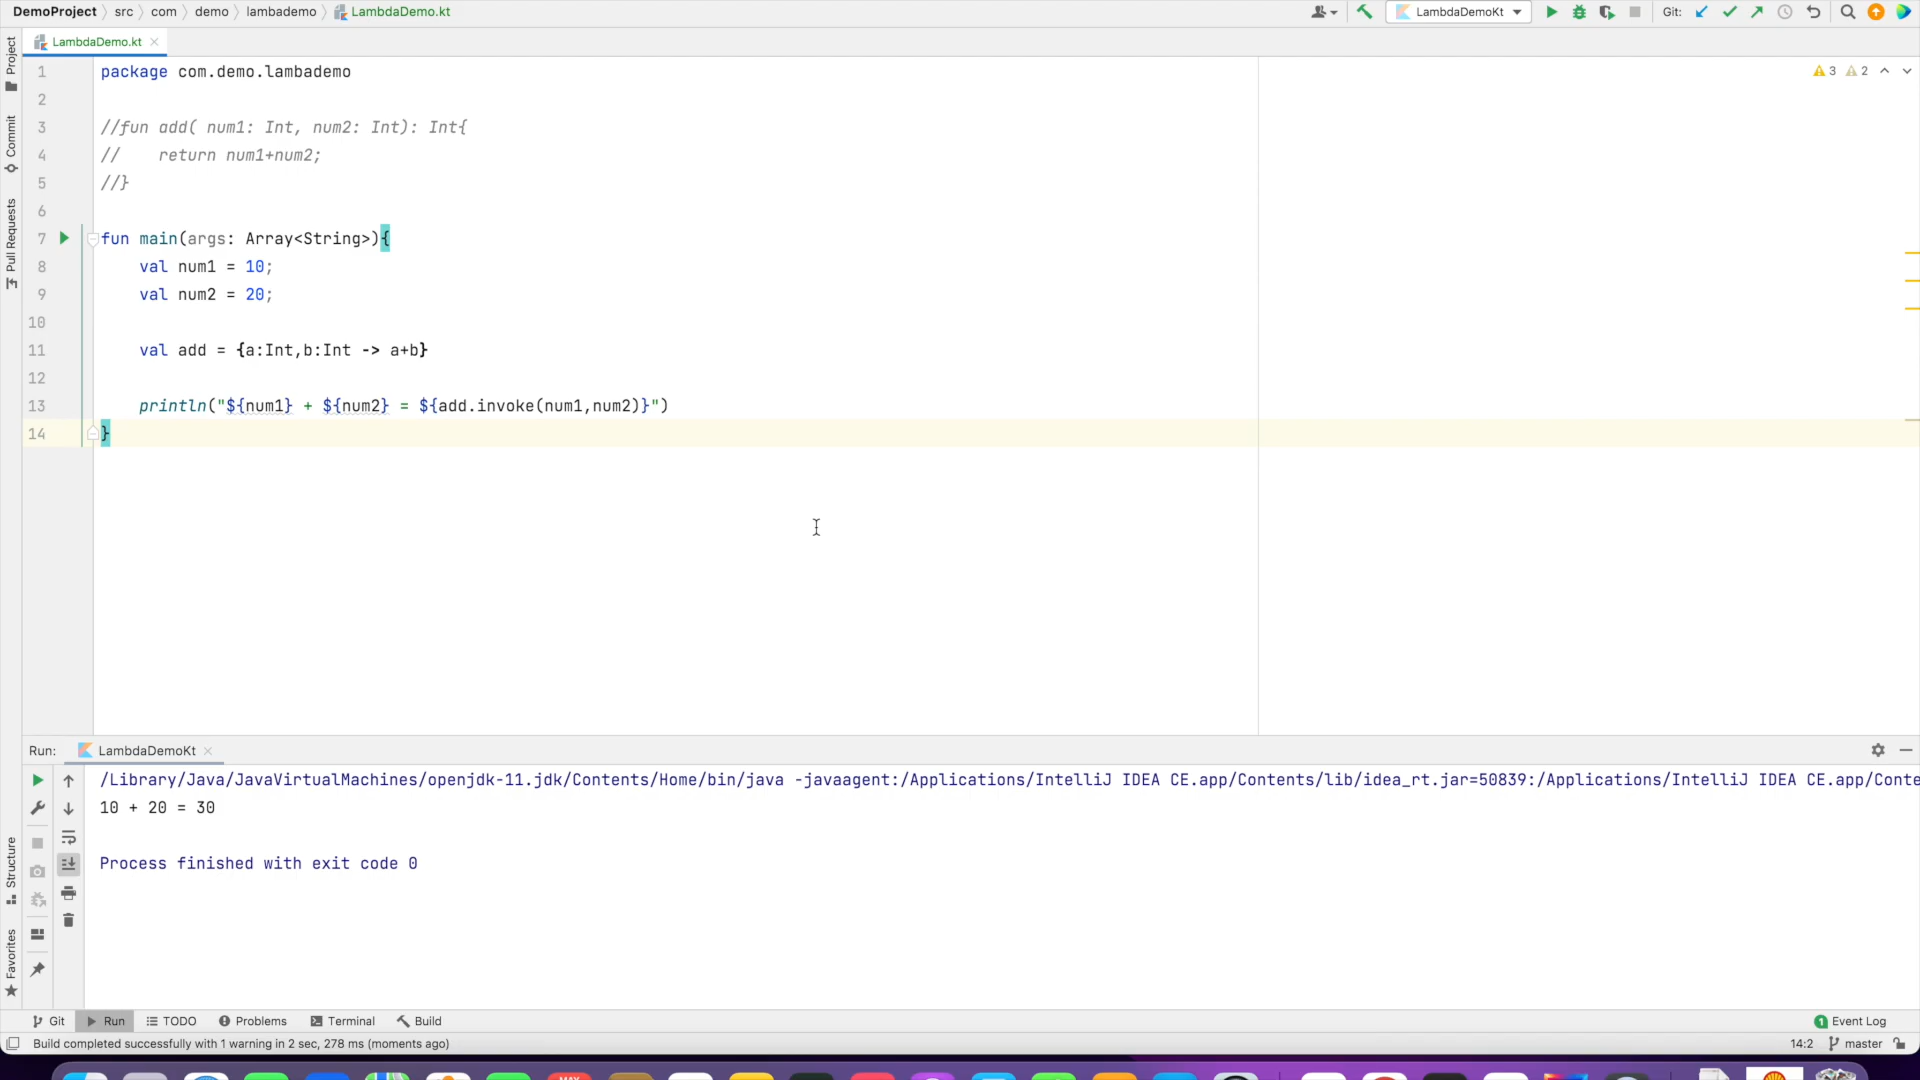 DemoProject src com demo lambademo LambdaDemo.kt LambdaDemoKt Git:
LambdaDemo.kt
Project
Commit
Pull Requests
Structure
Favorites
3 2
1 package com.demo.lambademo
2
3 //fun add( num1: Int, num2: Int): Int{
4 //    return num1+num2;
5 //}
6
7 fun main(args: Array<String>){
8     val num1 = 10;
9     val num2 = 20;
10
11     val add = {a:Int,b:Int -> a+b}
12
13     println("${num1} + ${num2} = ${add.invoke(num1,num2)}")
14 }
Run: LambdaDemoKt
/Library/Java/JavaVirtualMachines/openjdk-11.jdk/Contents/Home/bin/java -javaagent:/Applications/IntelliJ IDEA CE.app/Contents/lib/idea_rt.jar=50839:/Applications/IntelliJ IDEA CE.app/Conte
10 + 20 = 30
Process finished with exit code 0
Git Run TODO Problems Terminal Build 1 Event Log
Build completed successfully with 1 warning in 2 sec, 278 ms (moments ago) 14:2 master